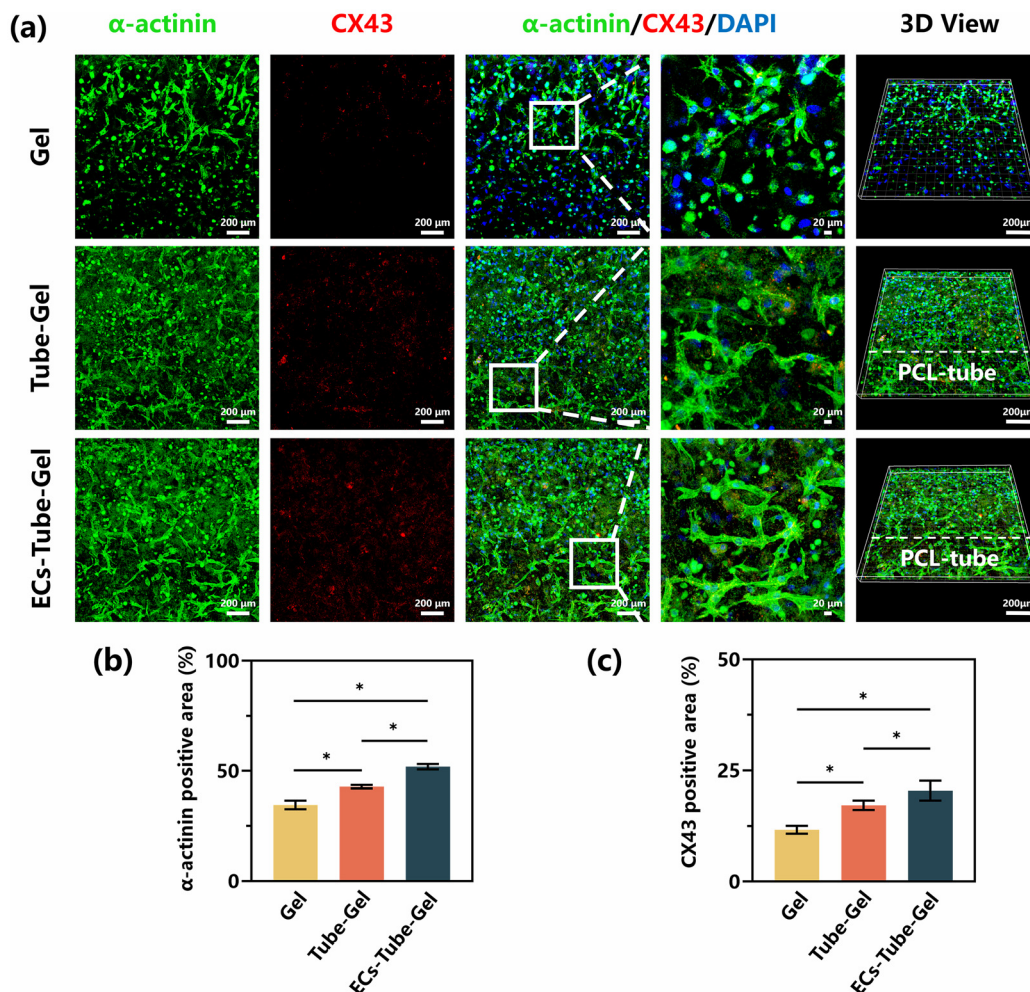 (a)
α-actinin CX43 α-actinin/CX43/DAPI 3D View
Gel
200 μm 200 μm 200 μm 20 μm 200μm
Tube-Gel
PCL-tube
200 μm 200 μm 200 μm 20 μm 200μm
ECs-Tube-Gel
PCL-tube
200 μm 200 μm 200 μm 20 μm 200μm
(b)
α-actinin positive area (%)
100
50
0
* * *
Gel
Tube-Gel
ECs-Tube-Gel
(c)
CX43 positive area (%)
50
25
0
* * *
Gel
Tube-Gel
ECs-Tube-Gel